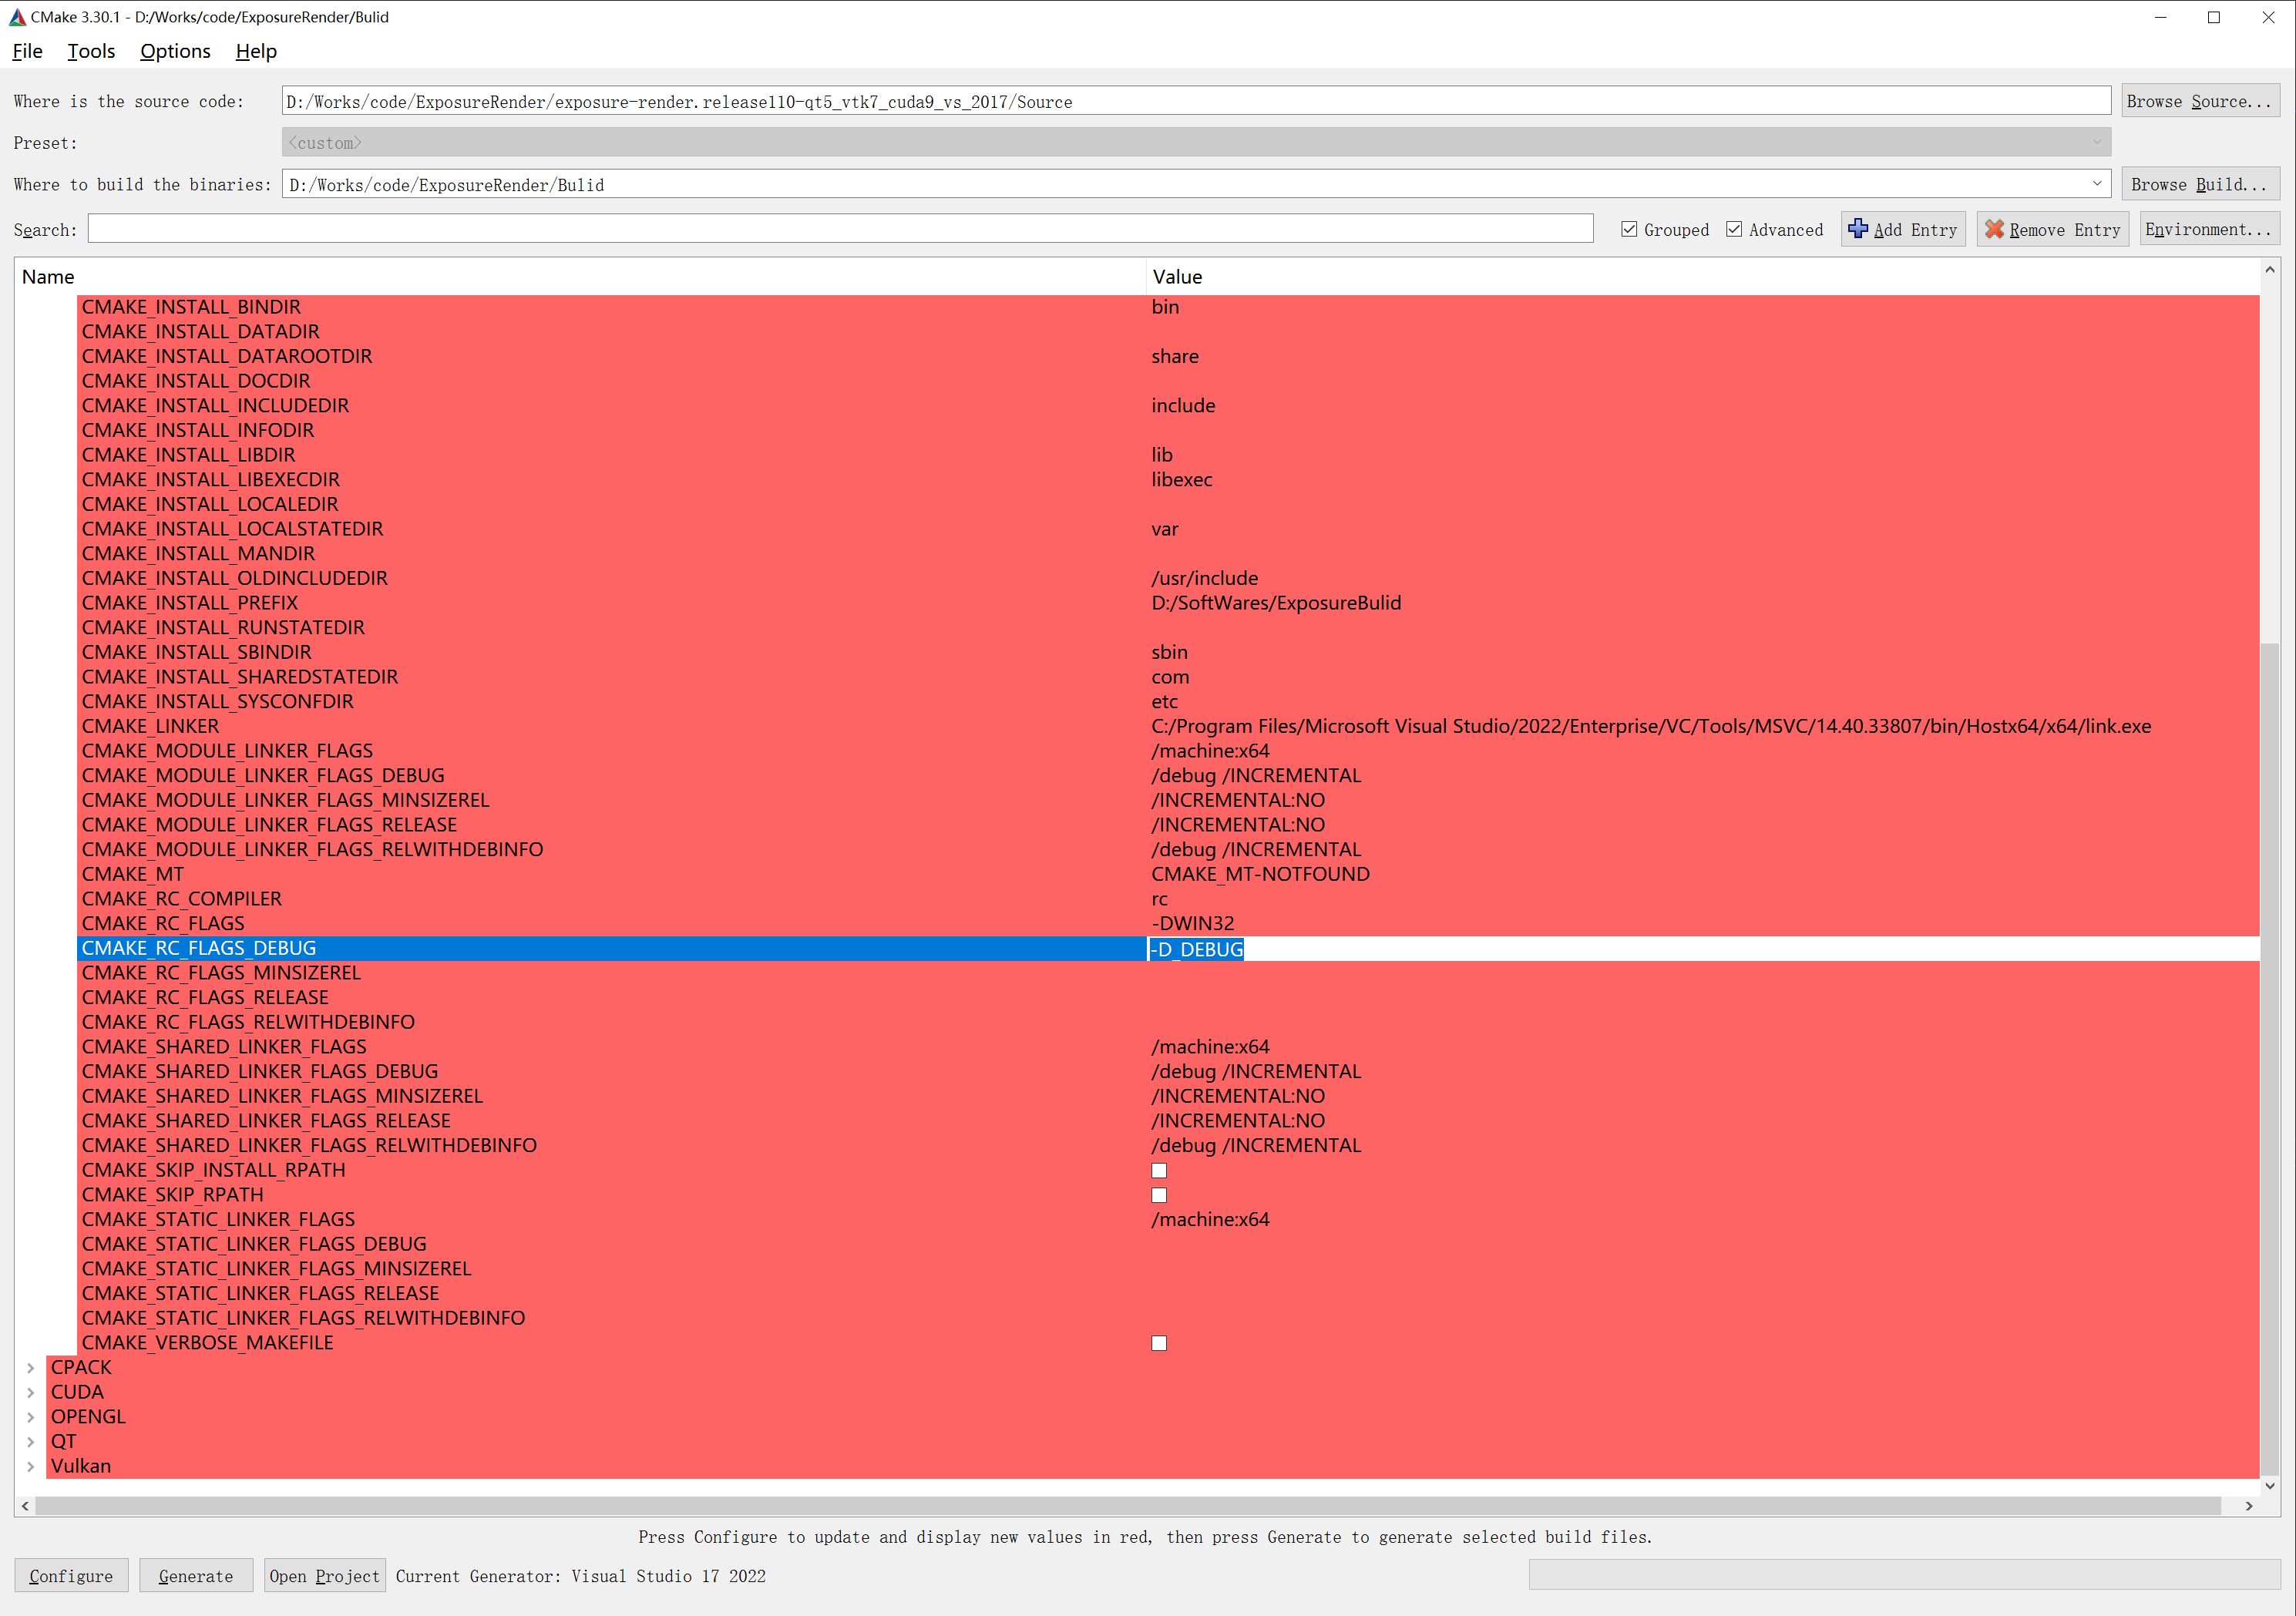 CMake 3.30.1 - D:/Works/code/ExposureRender/Bulid
File Tools Options Help
Where is the source code: D:/Works/code/ExposureRender/exposure-render.release110-qt5_vtk7_cuda9_vs_2017/Source Browse Source...
Preset: <custom>
Where to build the binaries: D:/Works/code/ExposureRender/Bulid Browse Build...
Search: Grouped Advanced Add Entry Remove Entry Environment...
Name Value
CMAKE_INSTALL_BINDIR bin
CMAKE_INSTALL_DATADIR
CMAKE_INSTALL_DATAROOTDIR share
CMAKE_INSTALL_DOCDIR
CMAKE_INSTALL_INCLUDEDIR include
CMAKE_INSTALL_INFODIR
CMAKE_INSTALL_LIBDIR lib
CMAKE_INSTALL_LIBEXECDIR libexec
CMAKE_INSTALL_LOCALEDIR
CMAKE_INSTALL_LOCALSTATEDIR var
CMAKE_INSTALL_MANDIR
CMAKE_INSTALL_OLDINCLUDEDIR /usr/include
CMAKE_INSTALL_PREFIX D:/SoftWares/ExposureBulid
CMAKE_INSTALL_RUNSTATEDIR
CMAKE_INSTALL_SBINDIR sbin
CMAKE_INSTALL_SHAREDSTATEDIR com
CMAKE_INSTALL_SYSCONFDIR etc
CMAKE_LINKER C:/Program Files/Microsoft Visual Studio/2022/Enterprise/VC/Tools/MSVC/14.40.33807/bin/Hostx64/x64/link.exe
CMAKE_MODULE_LINKER_FLAGS /machine:x64
CMAKE_MODULE_LINKER_FLAGS_DEBUG /debug /INCREMENTAL
CMAKE_MODULE_LINKER_FLAGS_MINSIZEREL /INCREMENTAL:NO
CMAKE_MODULE_LINKER_FLAGS_RELEASE /INCREMENTAL:NO
CMAKE_MODULE_LINKER_FLAGS_RELWITHDEBINFO /debug /INCREMENTAL
CMAKE_MT CMAKE_MT-NOTFOUND
CMAKE_RC_COMPILER rc
CMAKE_RC_FLAGS -DWIN32
CMAKE_RC_FLAGS_DEBUG -D_DEBUG
CMAKE_RC_FLAGS_MINSIZEREL
CMAKE_RC_FLAGS_RELEASE
CMAKE_RC_FLAGS_RELWITHDEBINFO
CMAKE_SHARED_LINKER_FLAGS /machine:x64
CMAKE_SHARED_LINKER_FLAGS_DEBUG /debug /INCREMENTAL
CMAKE_SHARED_LINKER_FLAGS_MINSIZEREL /INCREMENTAL:NO
CMAKE_SHARED_LINKER_FLAGS_RELEASE /INCREMENTAL:NO
CMAKE_SHARED_LINKER_FLAGS_RELWITHDEBINFO /debug /INCREMENTAL
CMAKE_SKIP_INSTALL_RPATH
CMAKE_SKIP_RPATH
CMAKE_STATIC_LINKER_FLAGS /machine:x64
CMAKE_STATIC_LINKER_FLAGS_DEBUG
CMAKE_STATIC_LINKER_FLAGS_MINSIZEREL
CMAKE_STATIC_LINKER_FLAGS_RELEASE
CMAKE_STATIC_LINKER_FLAGS_RELWITHDEBINFO
CMAKE_VERBOSE_MAKEFILE
CPACK
CUDA
OPENGL
QT
Vulkan
Press Configure to update and display new values in red, then press Generate to generate selected build files.
Configure Generate Open Project Current Generator: Visual Studio 17 2022